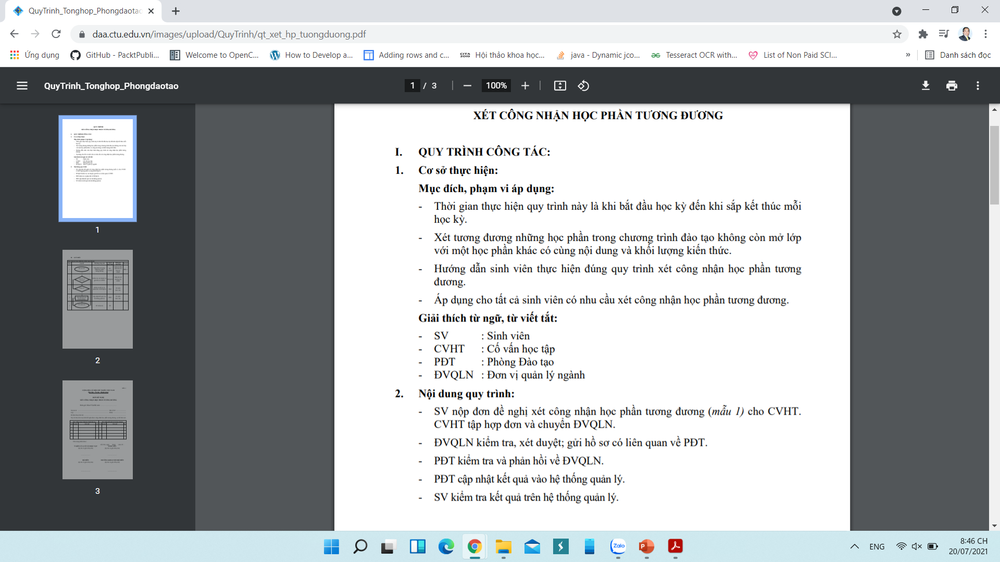 QuyTrinh_Tonghop_Phongdaotao
daa.ctu.edu.vn/images/upload/QuyTrinh/qt_xet_hp_tuongduong.pdf
Ứng dụng
GitHub - PacktPubli...
Welcome to OpenC...
How to Develop a...
Adding rows and c...
Hội thảo khoa học...
java - Dynamic jco...
Tesseract OCR with...
List of Non Paid SCI...
»
Danh sách đọc
QuyTrinh_Tonghop_Phongdaotao
1 / 3
100%
1
2
3
XÉT CÔNG NHẬN HỌC PHẦN TƯƠNG ĐƯƠNG
I. QUY TRÌNH CÔNG TÁC:
1. Cơ sở thực hiện:
Mục đích, phạm vi áp dụng:
- Thời gian thực hiện quy trình này là khi bắt đầu học kỳ đến khi sắp kết thúc mỗi
học kỳ.
- Xét tương đương những học phần trong chương trình đào tạo không còn mở lớp
với một học phần khác có cùng nội dung và khối lượng kiến thức.
- Hướng dẫn sinh viên thực hiện đúng quy trình xét công nhận học phần tương
đương.
- Áp dụng cho tất cả sinh viên có nhu cầu xét công nhận học phần tương đương.
Giải thích từ ngữ, từ viết tắt:
- SV : Sinh viên
- CVHT : Cố vấn học tập
- PĐT : Phòng Đào tạo
- ĐVQLN : Đơn vị quản lý ngành
2. Nội dung quy trình:
- SV nộp đơn đề nghị xét công nhận học phần tương đương (mẫu 1) cho CVHT.
CVHT tập hợp đơn và chuyển ĐVQLN.
- ĐVQLN kiểm tra, xét duyệt; gửi hồ sơ có liên quan về PĐT.
- PĐT kiểm tra và phản hồi về ĐVQLN.
- PĐT cập nhật kết quả vào hệ thống quản lý.
- SV kiểm tra kết quả trên hệ thống quản lý.
Zalo
ENG
8:46 CH
20/07/2021